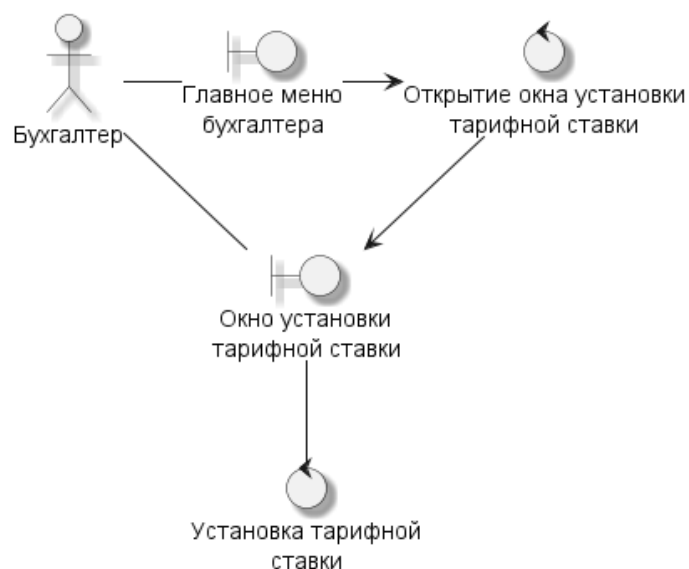 Бухгалтер
Главное меню
бухгалтера
Открытие окна установки
тарифной ставки
Окно установки
тарифной ставки
Установка тарифной
ставки